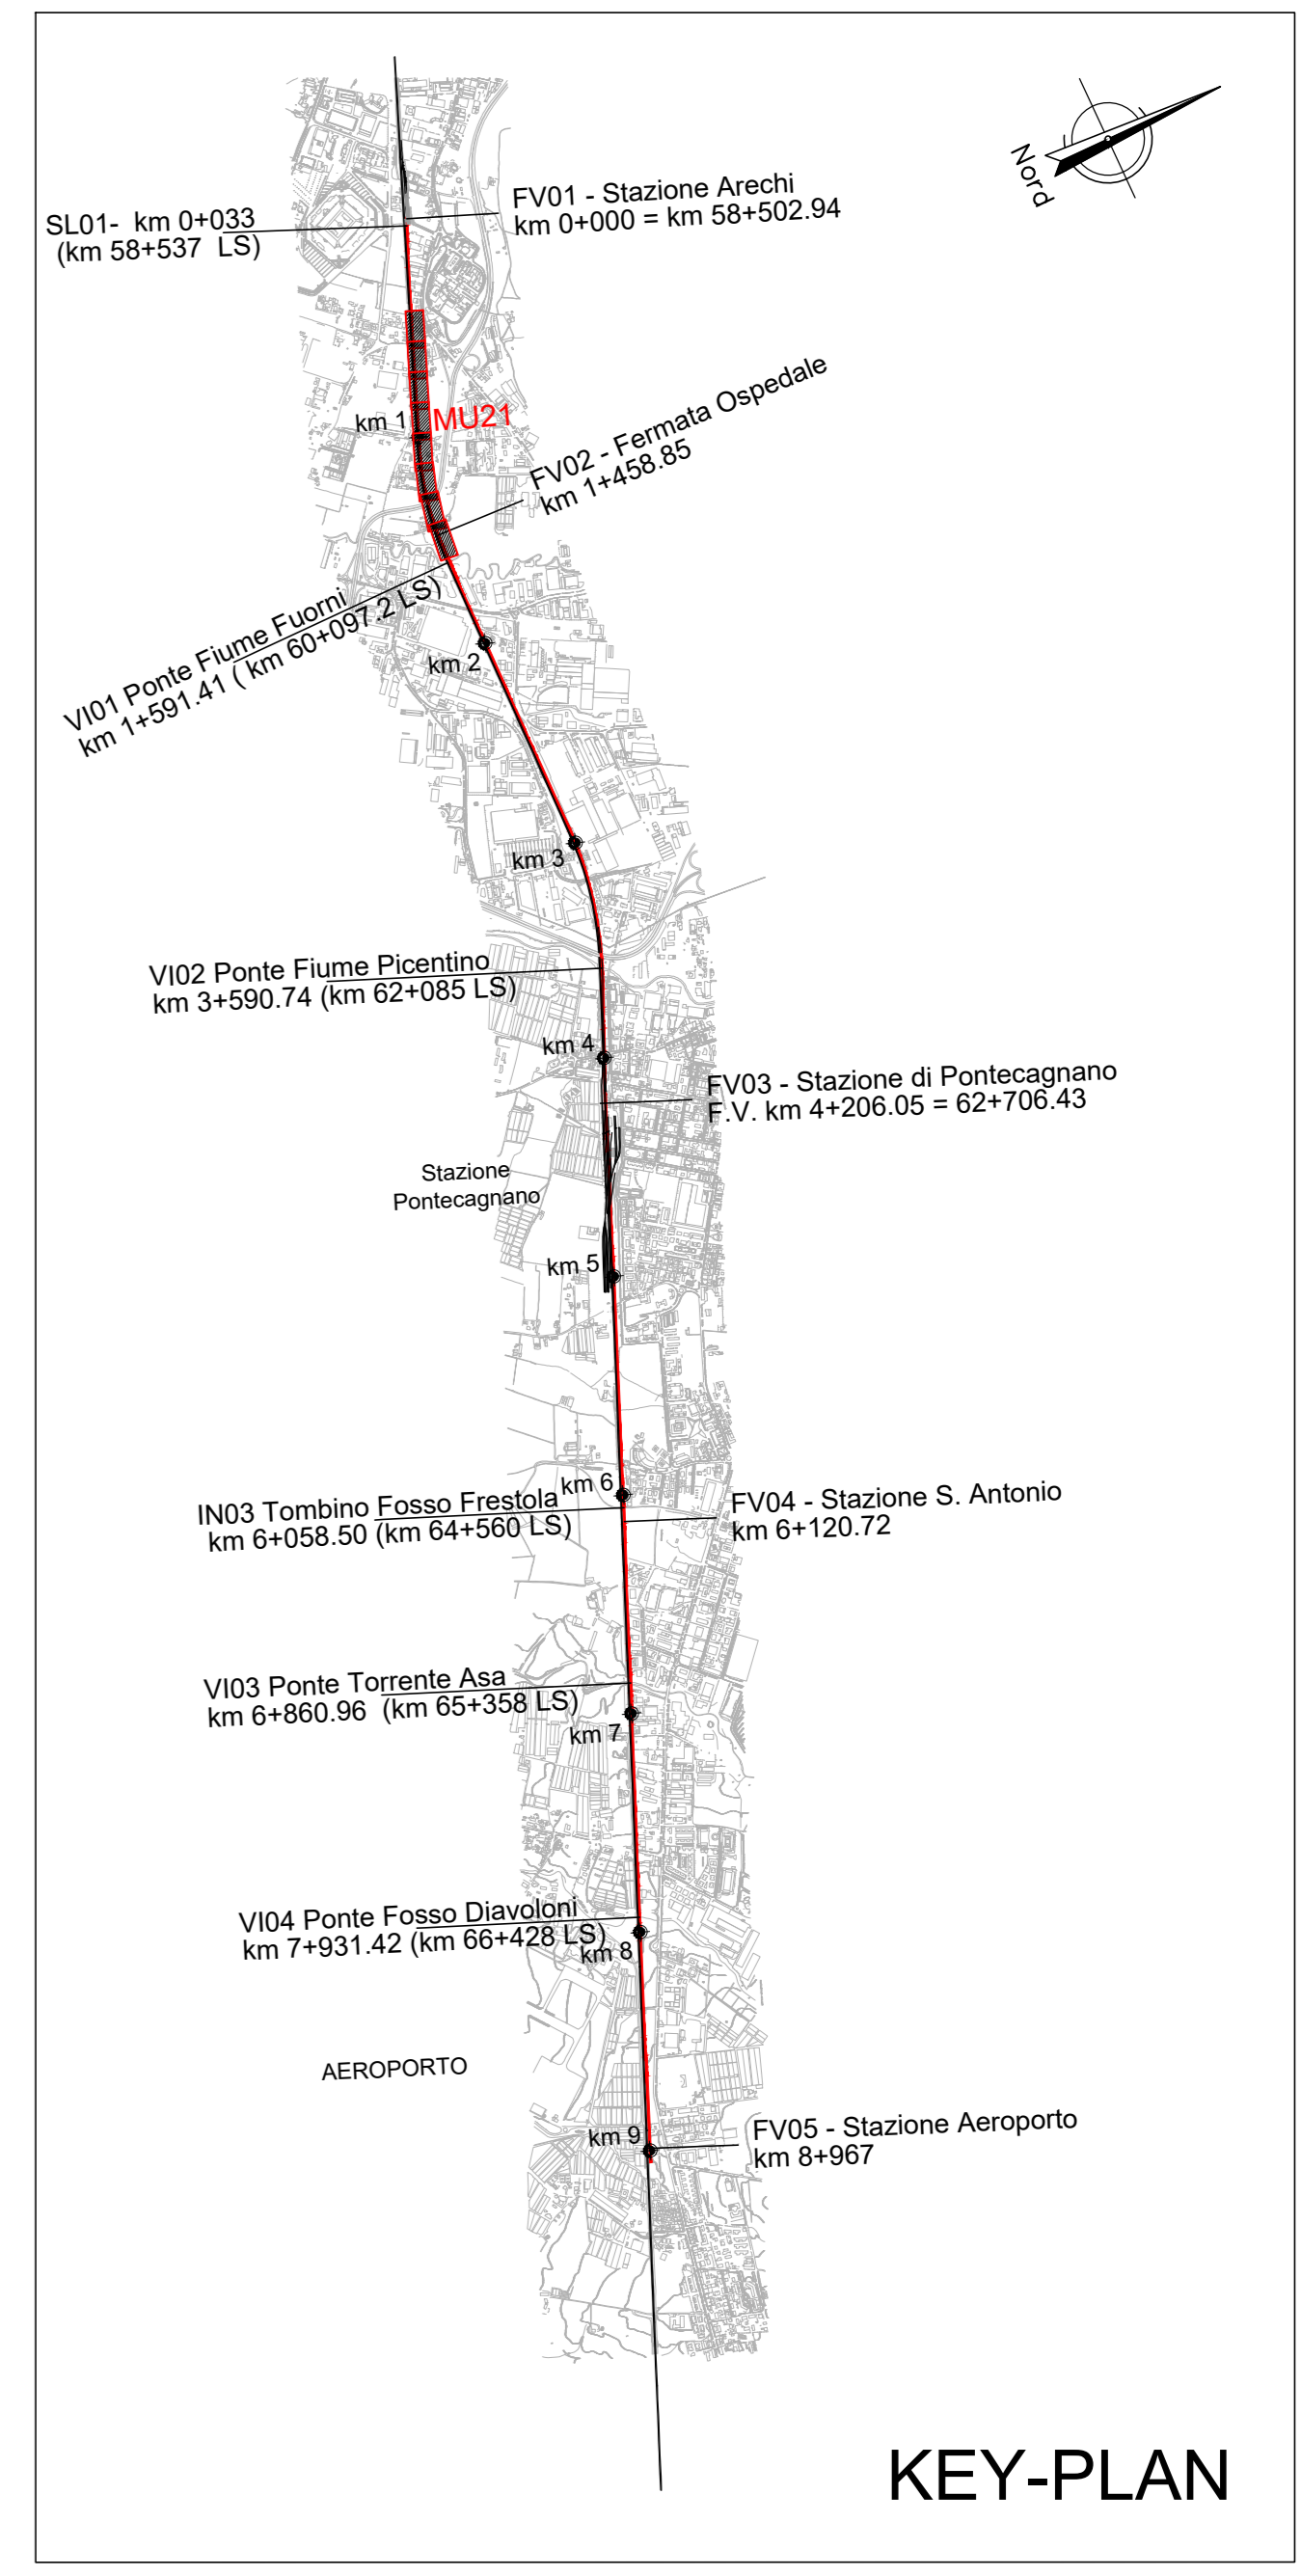 Nord
FV01 - Stazione Arechi
km 0+000 = km 58+502.94
SL01-  km 0+033
(km 58+537  LS)
km 1
MU21
FV02 - Fermata Ospedale
km 1+458.85
VI01 Ponte Fiume Fuorni
km 1+591.41 ( km 60+097.2 LS)
km 2
km 3
VI02 Ponte Fiume Picentino
km 3+590.74 (km 62+085 LS)
km 4
FV03 - Stazione di Pontecagnano
F.V. km 4+206.05 = 62+706.43
Stazione
Pontecagnano
km 5
km 6
IN03 Tombino Fosso Frestola
km 6+058.50 (km 64+560 LS)
FV04 - Stazione S. Antonio
km 6+120.72
VI03 Ponte Torrente Asa
km 6+860.96  (km 65+358 LS)
km 7
VI04 Ponte Fosso Diavoloni
km 7+931.42 (km 66+428 LS)
km 8
AEROPORTO
km 9
FV05 - Stazione Aeroporto
km 8+967
KEY-PLAN